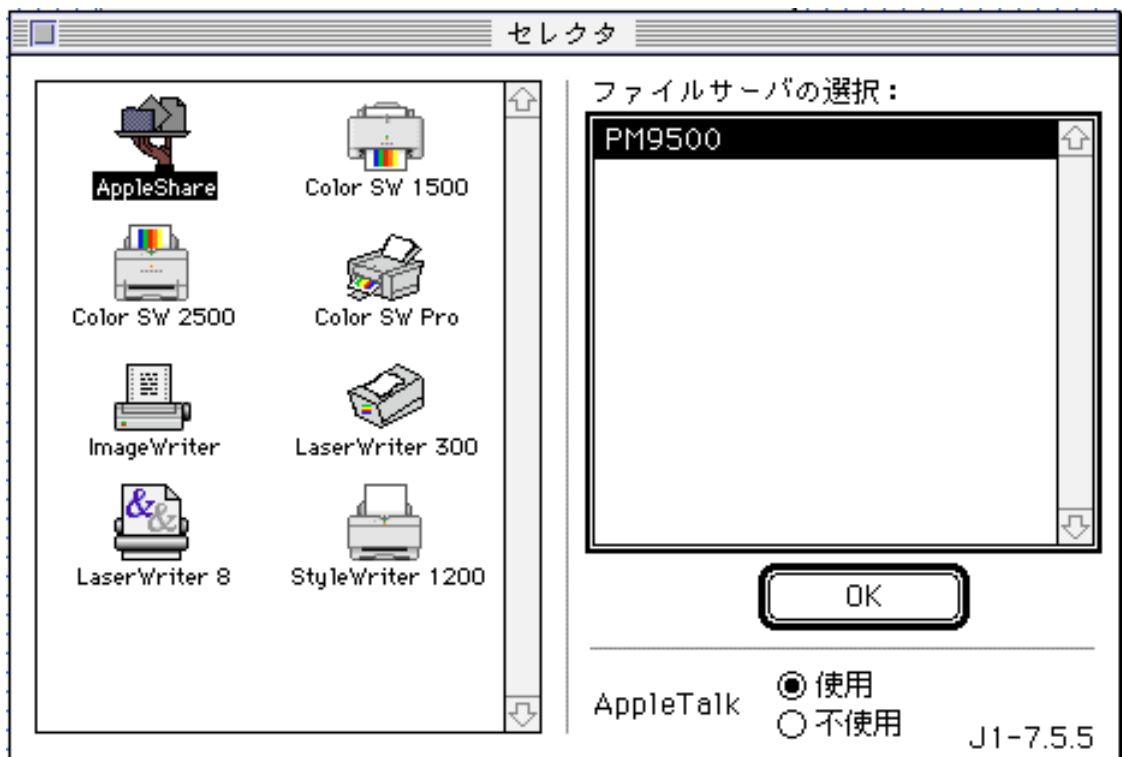 セレクタ
AppleShare
Color SW 1500
Color SW 2500
Color SW Pro
ImageWriter
LaserWriter 300
LaserWriter 8
StyleWriter 1200
ファイルサーバの選択：
PM9500
OK
AppleTalk
使用
不使用
J1-7.5.5